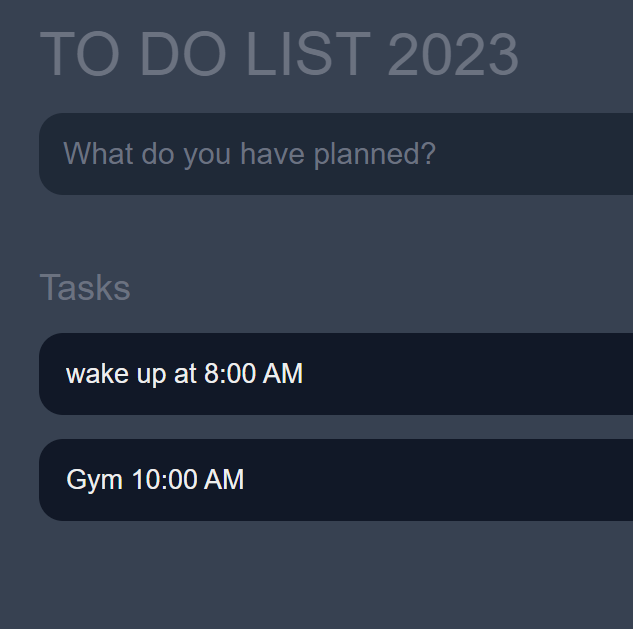 TO DO LIST 2023
What do you have planned?
Tasks
wake up at 8:00 AM
Gym 10:00 AM